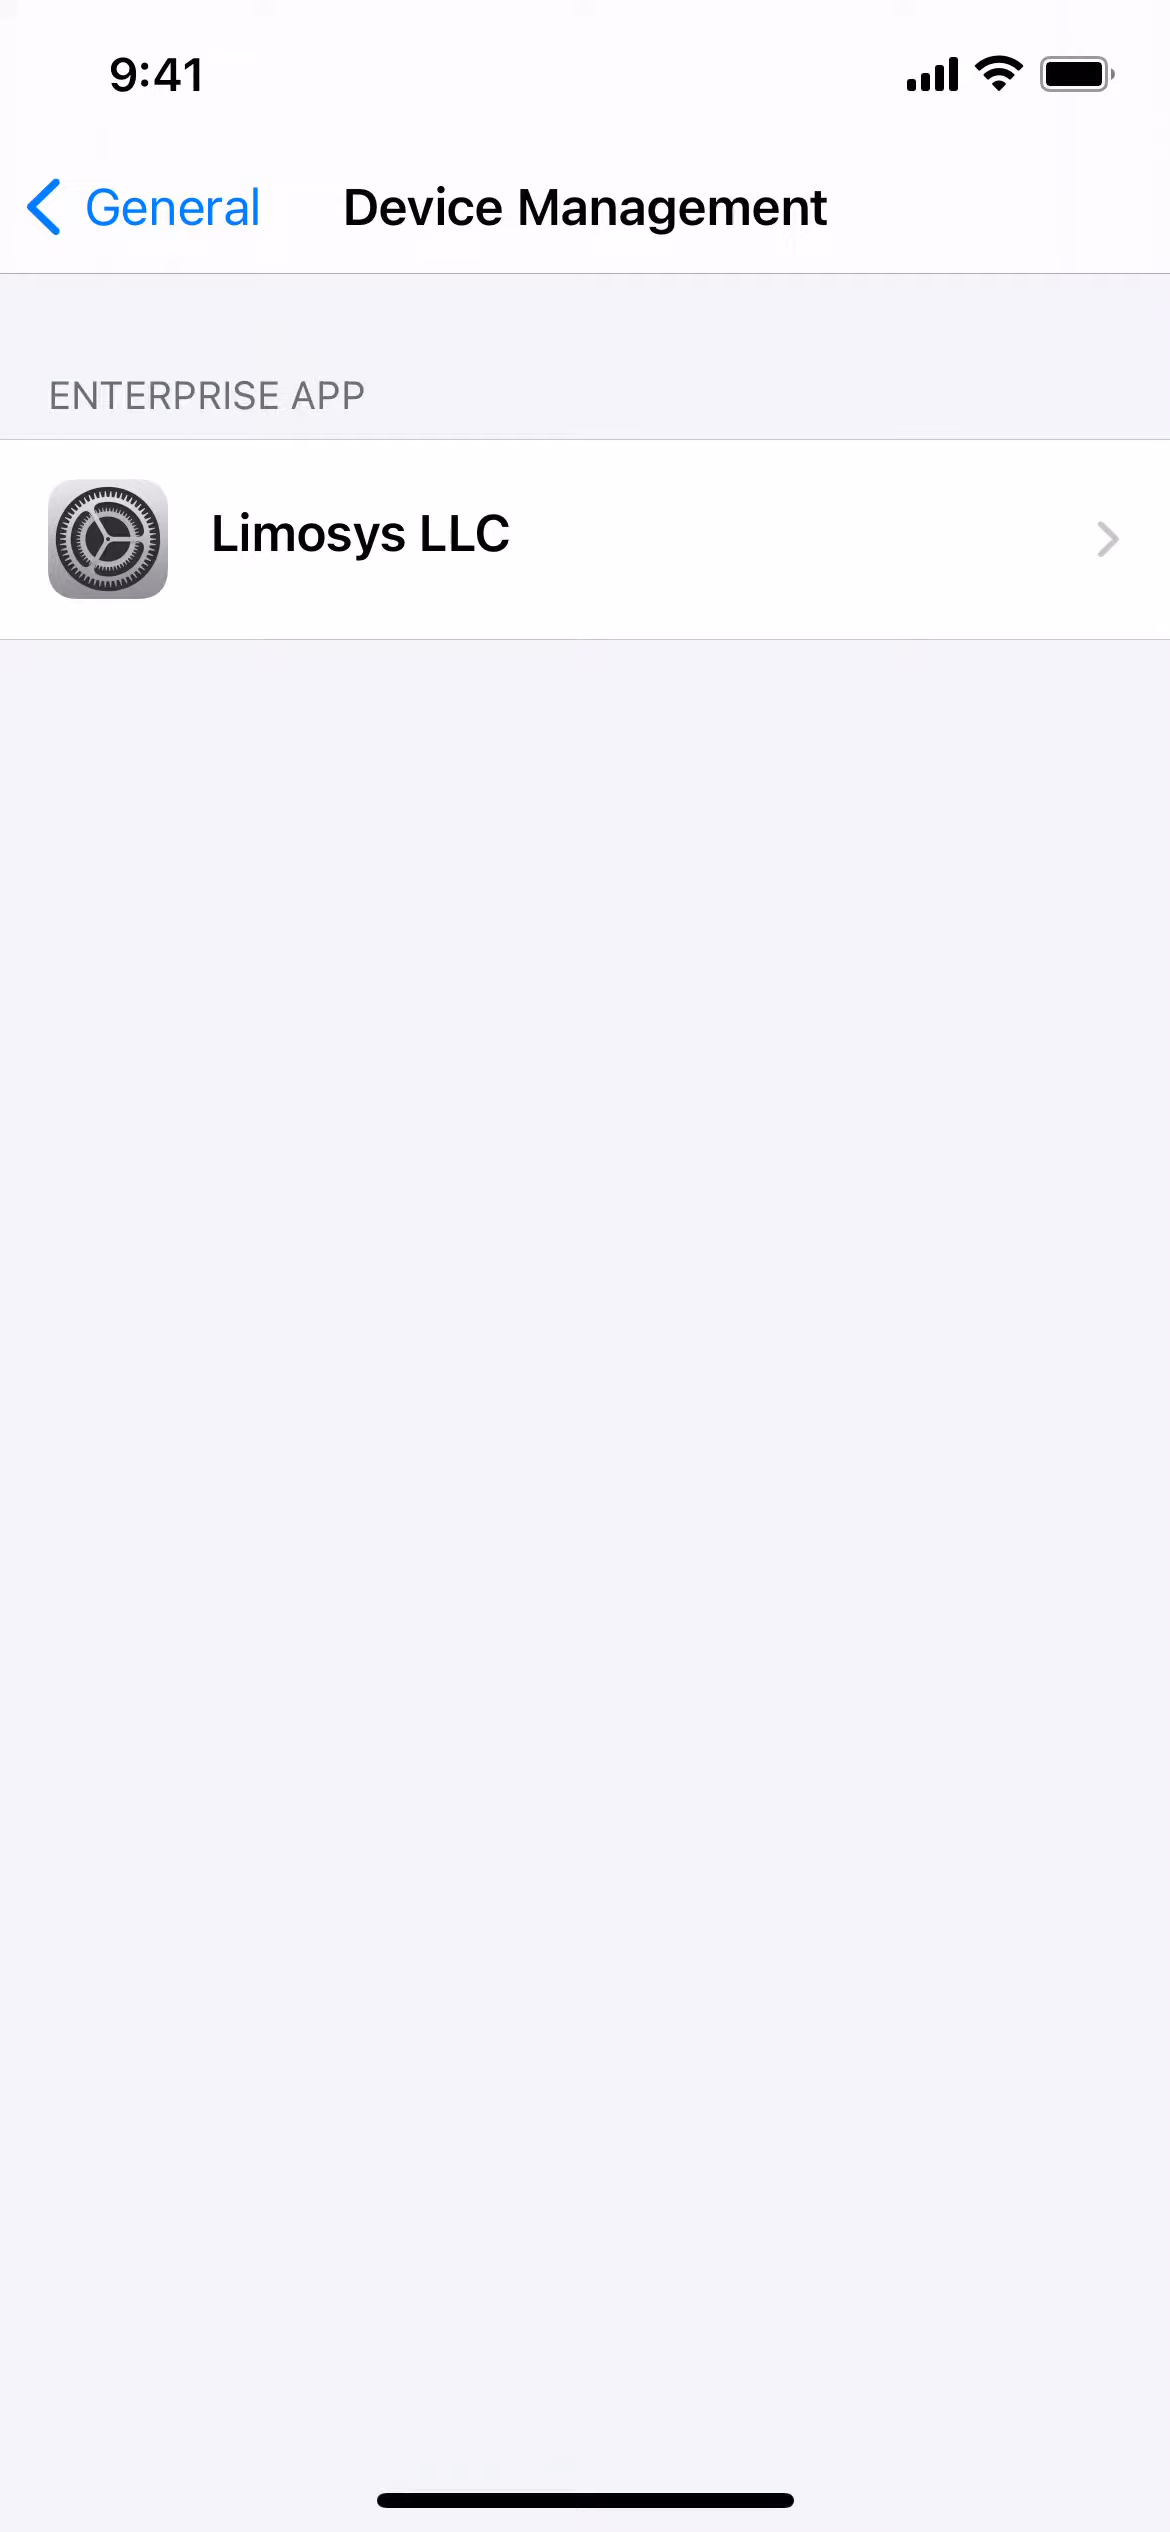 9:41
General
Device Management
ENTERPRISE APP
Limosys LLC